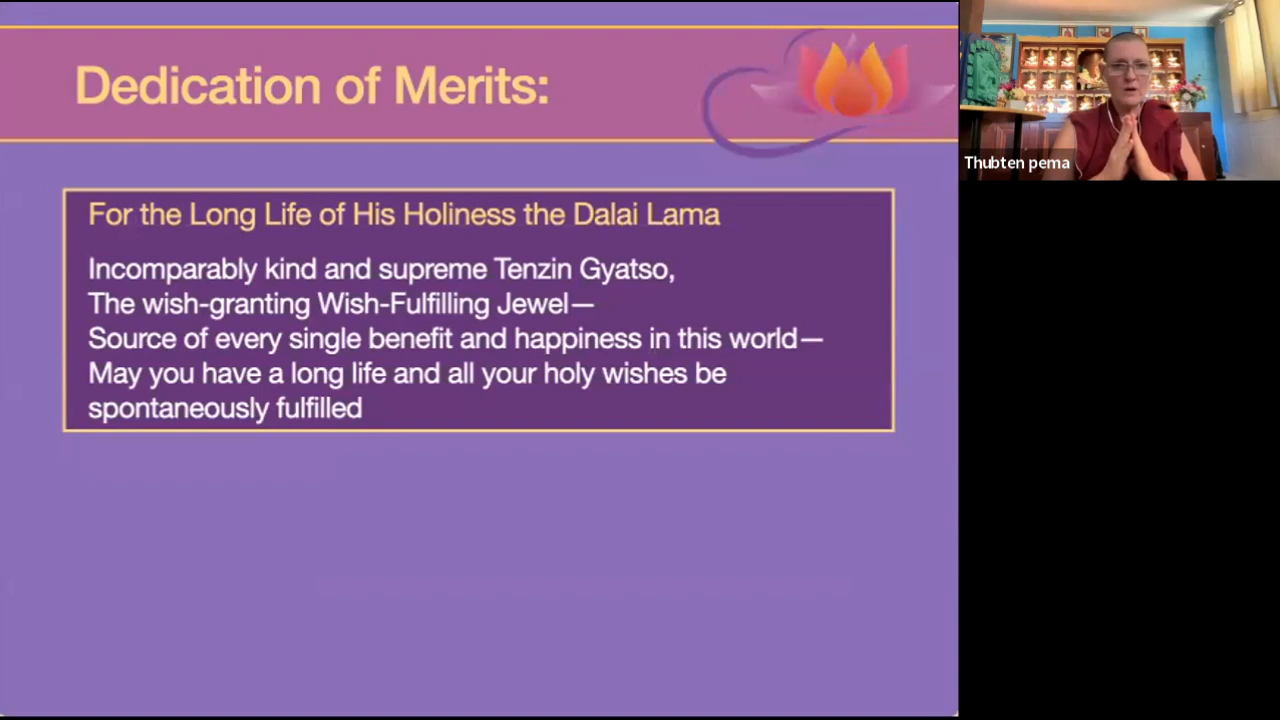 Dedication of Merits:
For the Long Life of His Holiness the Dalai Lama
Incomparably kind and supreme Tenzin Gyatso,
The wish-granting Wish-Fulfilling Jewel—
Source of every single benefit and happiness in this world—
May you have a long life and all your holy wishes be
spontaneously fulfilled
Thubten pema